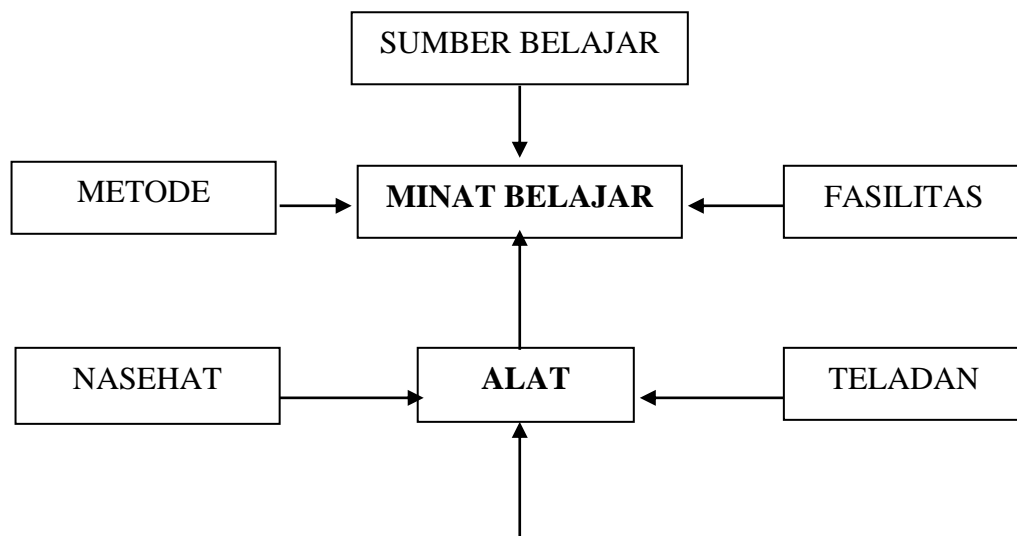 SUMBER BELAJAR
METODE
MINAT BELAJAR
FASILITAS
NASEHAT
ALAT
TELADAN